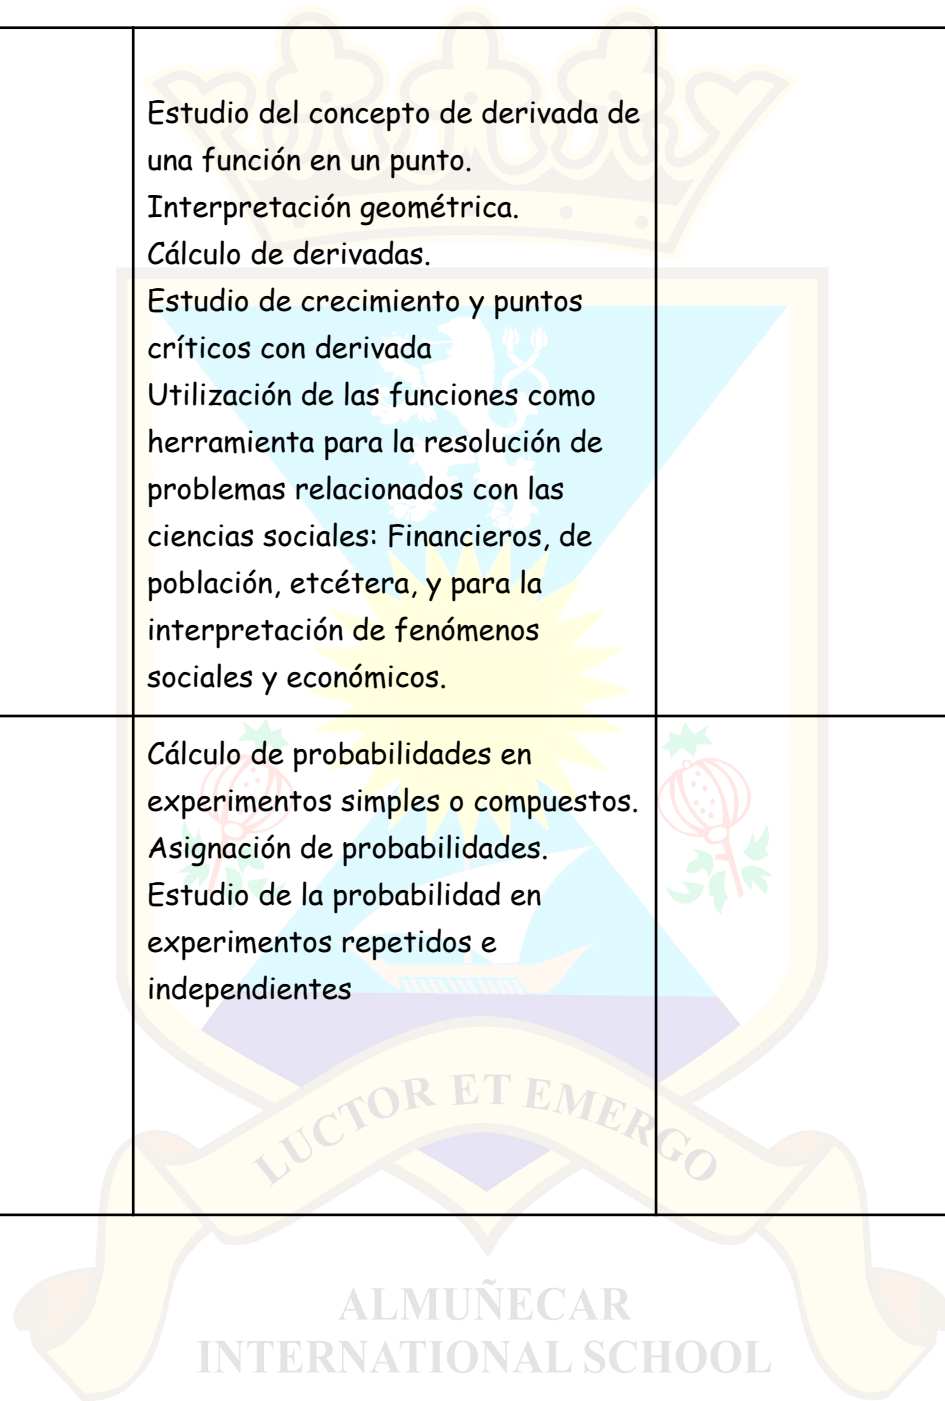 Estudio del concepto de derivada de
una función en un punto.
Interpretación geométrica.
Cálculo de derivadas.
Estudio de crecimiento y puntos
críticos con derivada
Utilización de las funciones como
herramienta para la resolución de
problemas relacionados con las
ciencias sociales: Financieros, de
población, etcétera, y para la
interpretación de fenómenos
sociales y económicos.
Cálculo de probabilidades en
experimentos simples o compuestos.
Asignación de probabilidades.
Estudio de la probabilidad en
experimentos repetidos e
independientes
LUCTOR ET EMERGO
ALMUÑECAR
INTERNATIONAL SCHOOL